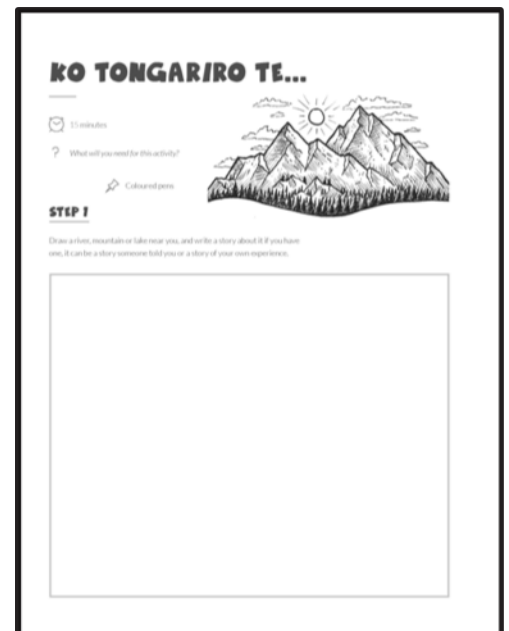 KO TONGARIRO TE...
15 minutes
? What will you need for this activity?
Coloured pens
STEP 1
Draw a river, mountain or lake near you, and write a story about it if you have
one, it can be a story someone told you or a story of your own experience.